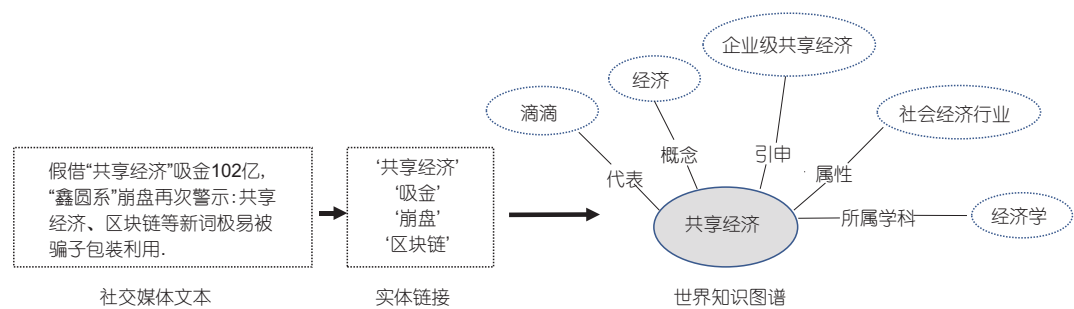 假借“共享经济”吸金102亿,
“鑫圆系”崩盘再次警示:共享
经济、区块链等新词极易被
骗子包装利用.
社交媒体文本
‘共享经济’
‘吸金’
‘崩盘’
‘区块链’
实体链接
企业级共享经济
经济
滴滴
社会经济行业
概念
引申
代表
属性
共享经济
所属学科
经济学
世界知识图谱